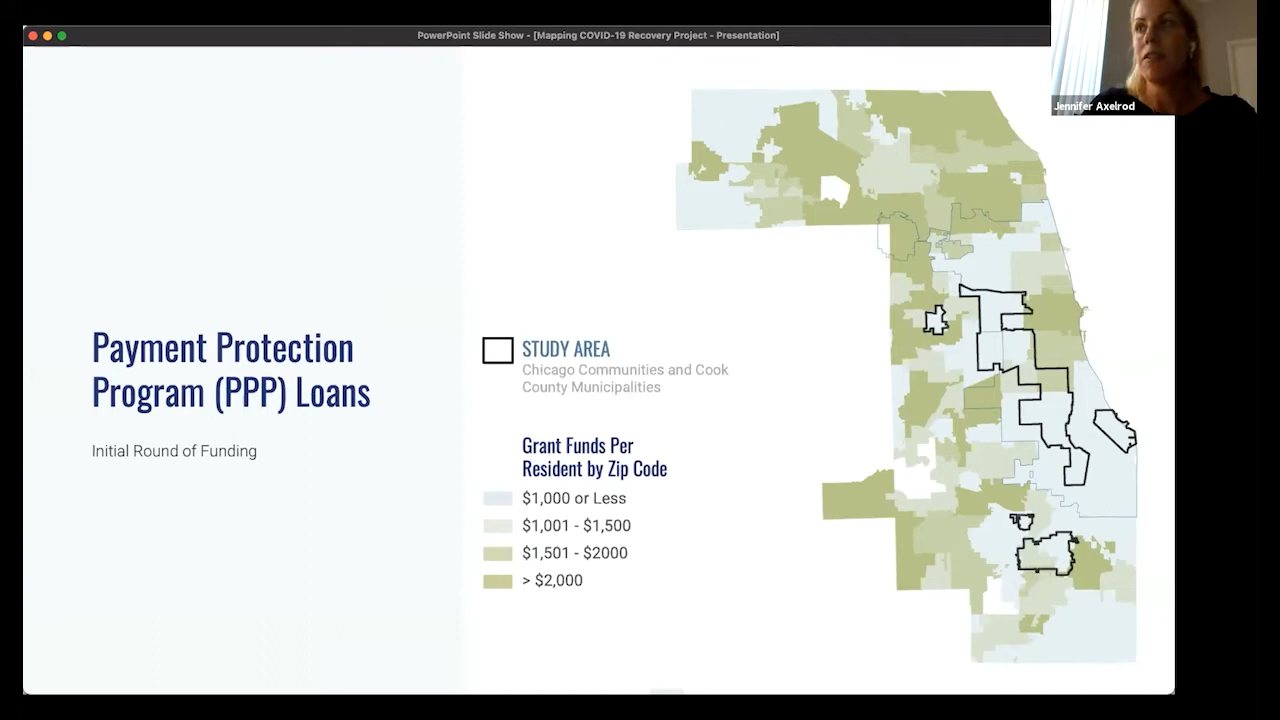 PowerPoint Slide Show - [Mapping COVID-19 Recovery Project - Presentation]
Jennifer Axelrod
Payment Protection
Program (PPP) Loans
Initial Round of Funding
STUDY AREA
Chicago Communities and Cook
County Municipalities
Grant Funds Per
Resident by Zip Code
$1,000 or Less
$1,001 - $1,500
$1,501 - $2000
> $2,000